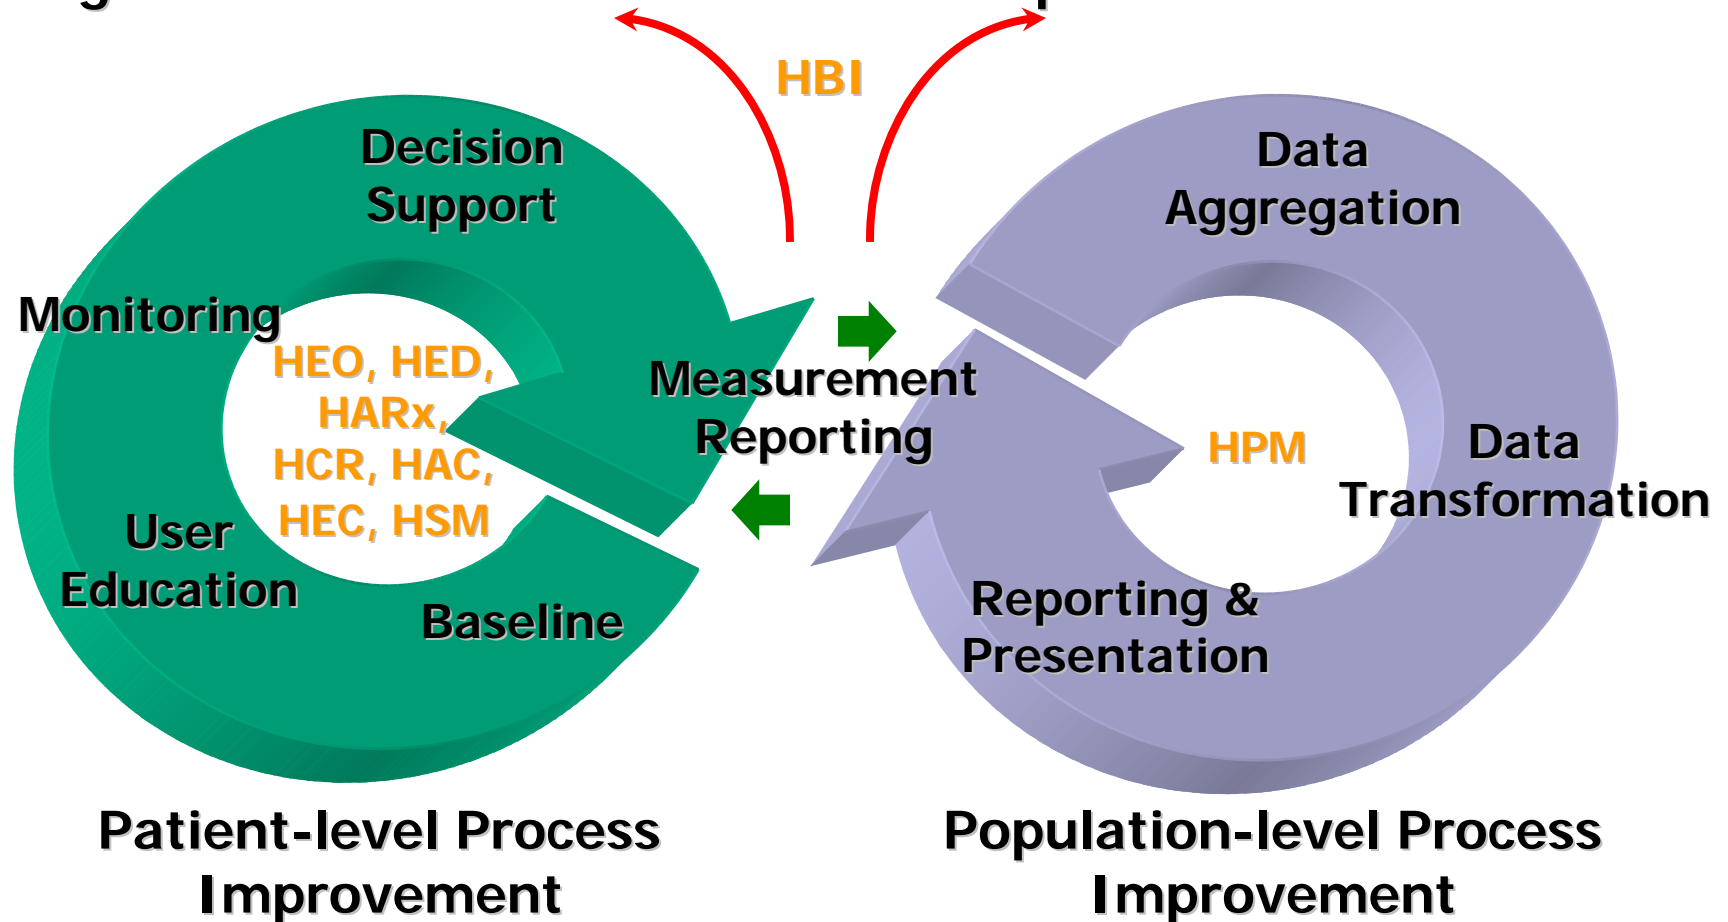 HBI
Decision
Support
Monitoring
HEO, HED,
HARx,
HCR, HAC,
HEC, HSM
User
Education
Baseline
Measurement
Reporting
Data
Aggregation
HPM
Data
Transformation
Reporting &
Presentation
Patient-level Process
Improvement
Population-level Process
Improvement